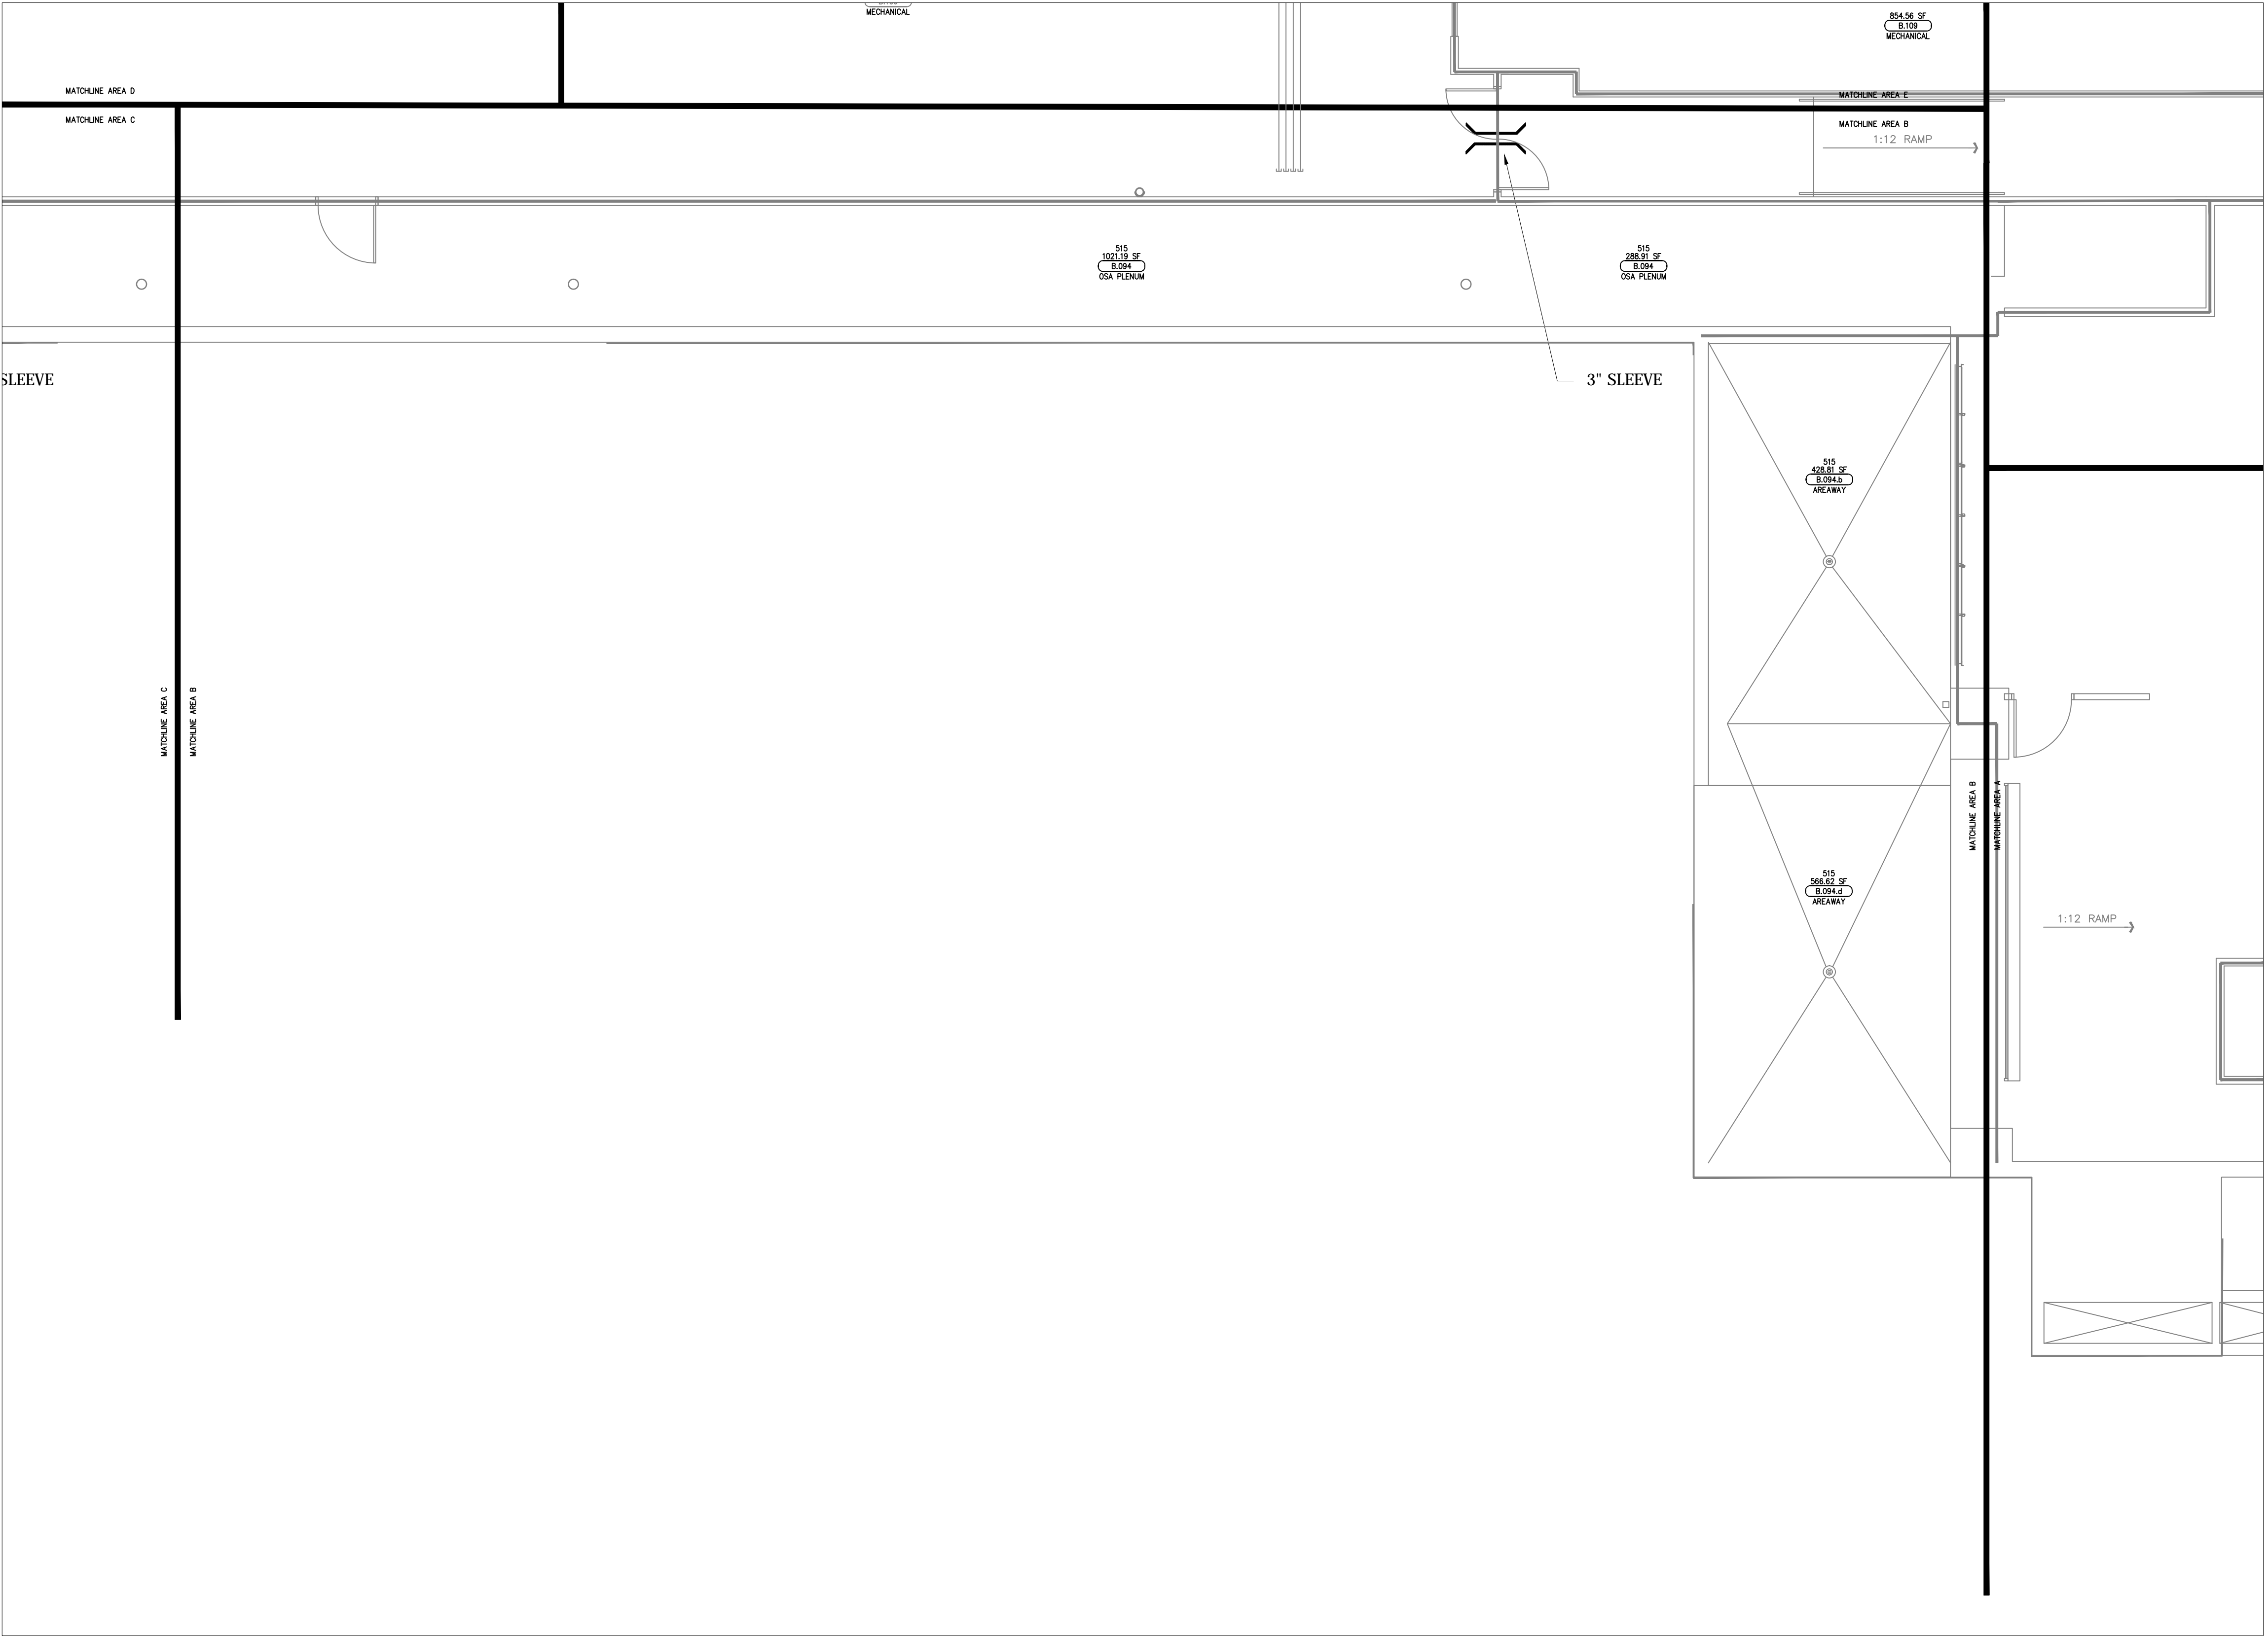 MECHANICAL
854.56 SF
B.109
MECHANICAL
MATCHLINE AREA D
MATCHLINE AREA E
MATCHLINE AREA C
MATCHLINE AREA B
1:12 RAMP
515
1021.19 SF
B.094
OSA PLENUM
515
288.91 SF
B.094
OSA PLENUM
SLEEVE
3" SLEEVE
515
428.81 SF
B.094.b
AREAWAY
MATCHLINE AREA C
MATCHLINE AREA B
MATCHLINE AREA B
MATCHLINE AREA A
515
566.62 SF
B.094.d
AREAWAY
1:12 RAMP